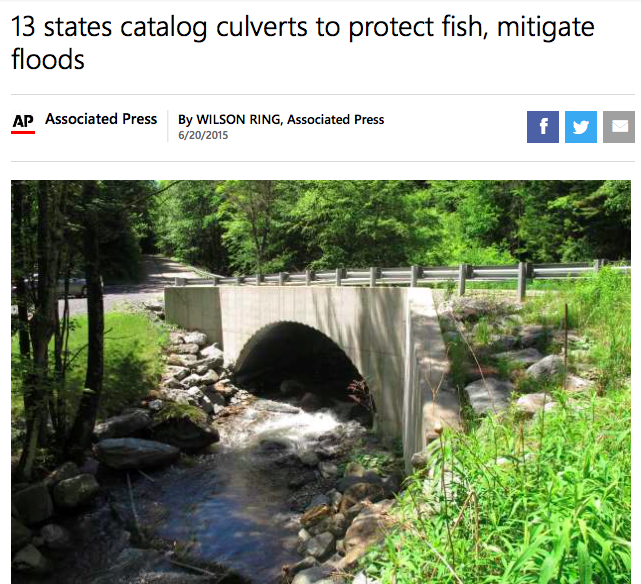 13 states catalog culverts to protect fish, mitigate
floods
AP Associated Press
By WILSON RING, Associated Press
6/20/2015
f